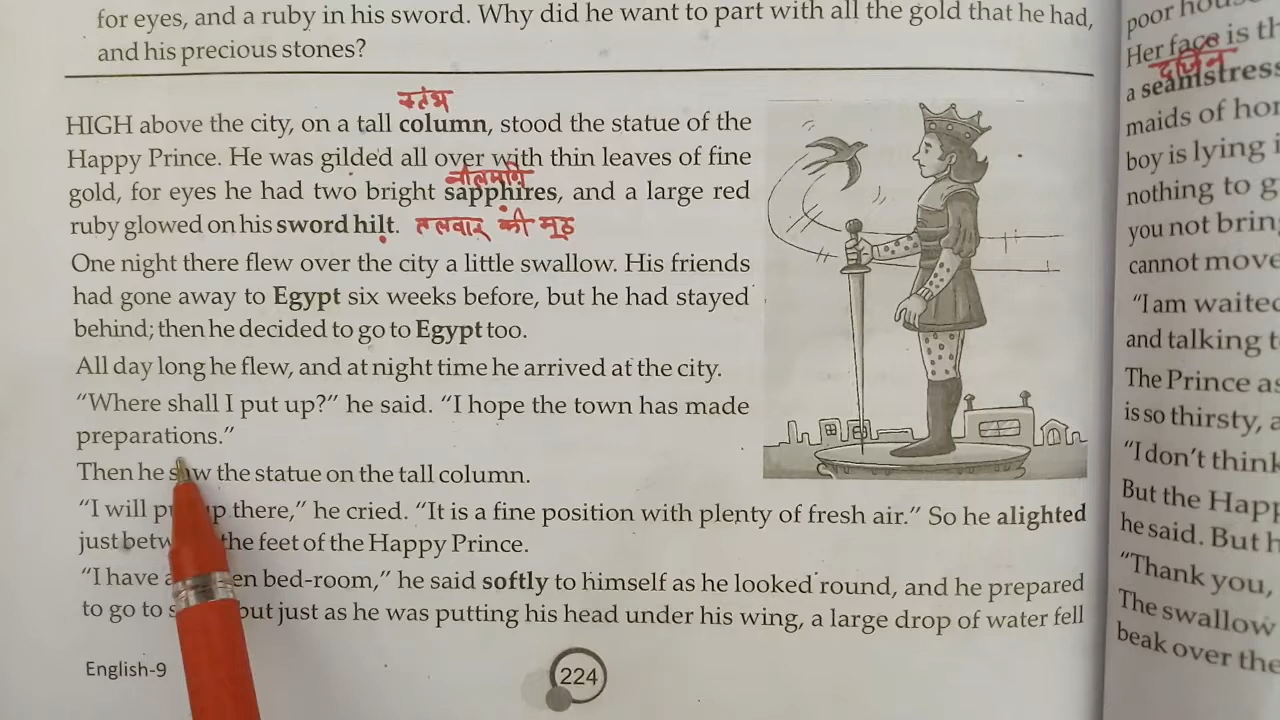 for eyes, and a ruby in his sword. Why did he want to part with all the gold that he had,
and his precious stones?
स्तंभ
HIGH above the city, on a tall column, stood the statue of the
Happy Prince. He was gilded all over with thin leaves of fine
नीलमणि
gold, for eyes he had two bright sapphires, and a large red
ruby glowed on his sword hilt. तलवार की मूठ
One night there flew over the city a little swallow. His friends
had gone away to Egypt six weeks before, but he had stayed
behind; then he decided to go to Egypt too.
All day long he flew, and at night time he arrived at the city.
"Where shall I put up?" he said. "I hope the town has made
preparations."
Then he saw the statue on the tall column.
"I will up there," he cried. "It is a fine position with plenty of fresh air." So he alighted
just the feet of the Happy Prince.
"I have a bed-room," he said softly to himself as he looked round, and he prepared
to go to but just as he was putting his head under his wing, a large drop of water fell
English-9
224
poor
Her face is
दर्जिन
a seamstress
maids of
boy is lying
nothing to
you not
cannot move
"I am
and talking
The Prince
is so thirsty,
"I don't think
But the
he said. But
"Thank you,
The swallow
beak over the